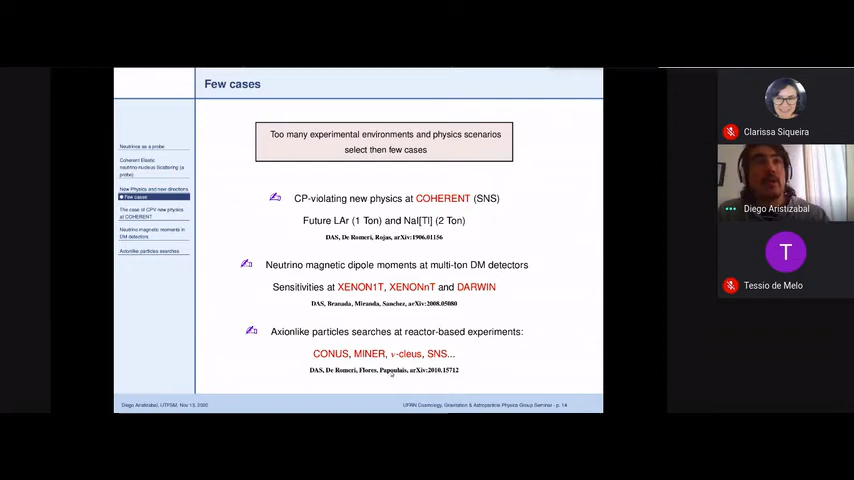 Few cases
Neutrinos as a probe
Coherent Elastic
neutrino-nucleus Scattering (a
probe)
New Physics and new directions
Few cases
The case of CPV new physics
at COHERENT
Neutrino magnetic moments in
DM detectors
Axionlike particles searches
Too many experimental environments and physics scenarios
select then few cases
CP-violating new physics at COHERENT (SNS)
Future LAr (1 Ton) and NaI[Tl] (2 Ton)
DAS, De Romeri, Rojas, arXiv:1906.01156
Neutrino magnetic dipole moments at multi-ton DM detectors
Sensitivities at XENON1T, XENONnT and DARWIN
DAS, Branada, Miranda, Sanchez, arXiv:2008.05080
Axionlike particles searches at reactor-based experiments:
CONUS, MINER, ν-cleus, SNS...
DAS, De Romeri, Flores, Papoulais, arXiv:2010.15712
Diego Aristizabal, UTFSM, Nov 13, 2020
UFRN Cosmology, Gravitation & Astroparticle Physics Group Seminar - p. 14
Clarissa Siqueira
Diego Aristizabal
T
Tessio de Melo